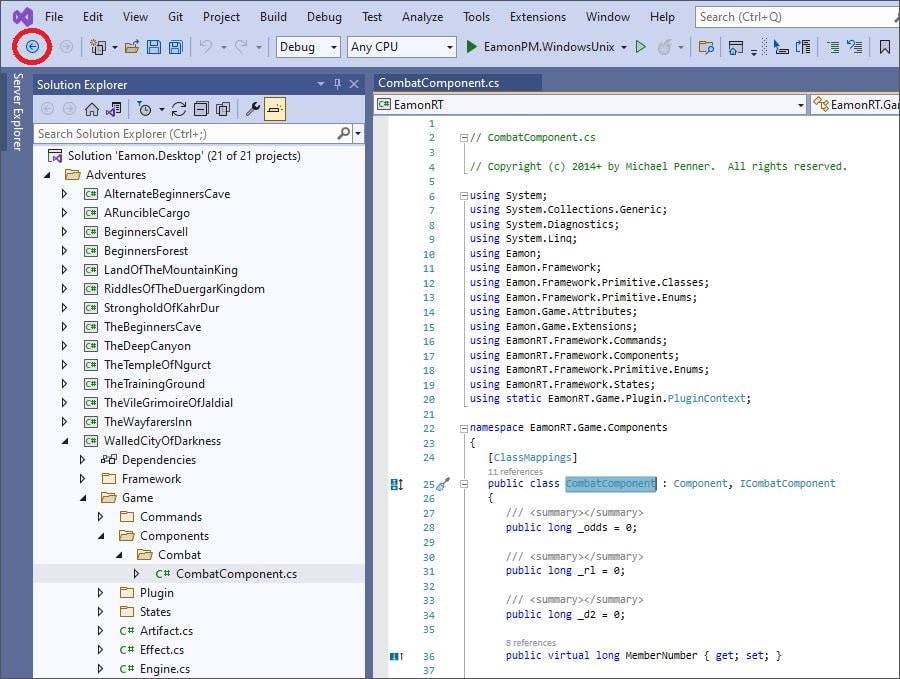 File Edit View Git Project Build Debug Test Analyze Tools Extensions Window Help Search (Ctrl+Q)
Debug Any CPU EamonPM.WindowsUnix
Server Explorer
Solution Explorer
Search Solution Explorer (Ctrl+;)
Solution 'Eamon.Desktop' (21 of 21 projects)
Adventures
C# AlternateBeginnersCave
C# ARuncibleCargo
C# BeginnersCaveII
C# BeginnersForest
C# LandOfTheMountainKing
C# RiddlesOfTheDuergarKingdom
C# StrongholdOfKahrDur
C# TheBeginnersCave
C# TheDeepCanyon
C# TheTempleOfNgurct
C# TheTrainingGround
C# TheVileGrimoireOfJaldial
C# TheWayfarersInn
C# WalledCityOfDarkness
Dependencies
Framework
Game
Commands
Components
Combat
C# CombatComponent.cs
Plugin
States
C# Artifact.cs
C# Effect.cs
C# Engine.cs
CombatComponent.cs
C# EamonRT EamonRT.Gam
1
2 // CombatComponent.cs
3
4 // Copyright (c) 2014+ by Michael Penner.  All rights reserved.
5
6 using System;
7 using System.Collections.Generic;
8 using System.Diagnostics;
9 using System.Linq;
10 using Eamon;
11 using Eamon.Framework;
12 using Eamon.Framework.Primitive.Classes;
13 using Eamon.Framework.Primitive.Enums;
14 using Eamon.Game.Attributes;
15 using Eamon.Game.Extensions;
16 using EamonRT.Framework.Commands;
17 using EamonRT.Framework.Components;
18 using EamonRT.Framework.Primitive.Enums;
19 using EamonRT.Framework.States;
20 using static EamonRT.Game.Plugin.PluginContext;
21
22 namespace EamonRT.Game.Components
23 {
24 [ClassMappings]
11 references
25 public class CombatComponent : Component, ICombatComponent
26 {
27 /// <summary></summary>
28 public long _odds = 0;
29
30 /// <summary></summary>
31 public long _rl = 0;
32
33 /// <summary></summary>
34 public long _d2 = 0;
35
8 references
36 public virtual long MemberNumber { get; set; }
37